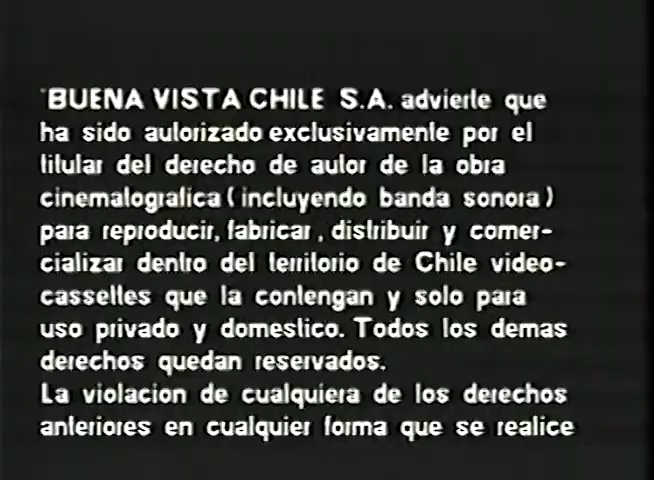 "BUENA VISTA CHILE S.A. advierte que
ha sido autorizado exclusivamente por el
titular del derecho de autor de la obra
cinematografica (incluyendo banda sonora)
para reproducir, fabricar, distribuir y comer-
cializar dentro del territorio de Chile video-
cassettes que la contengan y solo para
uso privado y domestico. Todos los demas
derechos quedan reservados.
La violacion de cualquiera de los derechos
anteriores en cualquier forma que se realice